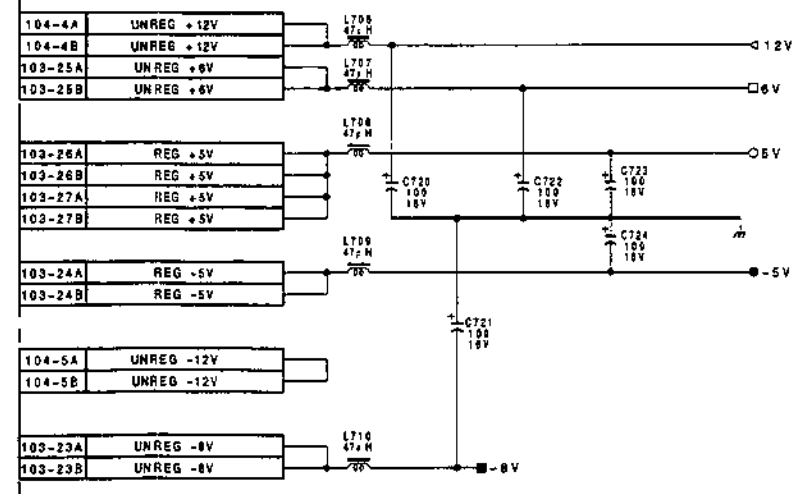 104-4A UNREG +12V
104-4B UNREG +12V
103-25A UNREG +6V
103-25B UNREG +6V
L706
47μH
L707
47μH
12V
6V
103-26A REG +5V
103-26B REG +5V
103-27A REG +5V
103-27B REG +5V
L708
47μH
5V
C720
100
16V
C722
100
16V
C723
100
16V
C724
100
16V
103-24A REG -5V
103-24B REG -5V
L709
47μH
-5V
C721
100
16V
104-5A UNREG -12V
104-5B UNREG -12V
103-23A UNREG -8V
103-23B UNREG -8V
L710
47μH
-8V